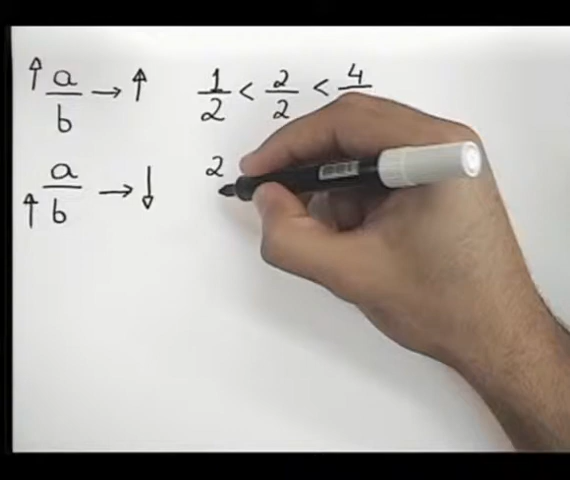 ↑a/b → ↑ 1/2 < 2/2 < 4/
a/↑b → ↓ 2